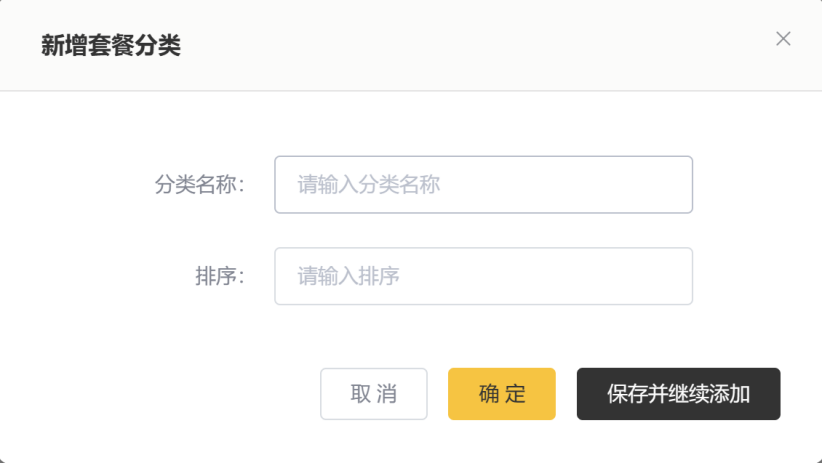 新增套餐分类
分类名称：
请输入分类名称
排序：
请输入排序
取 消
确 定
保存并继续添加